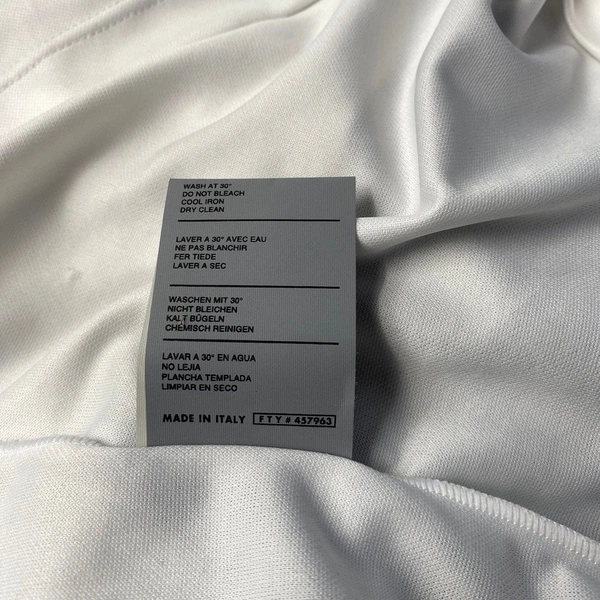 WASH AT 30°
DO NOT BLEACH
COOL IRON
DRY CLEAN
LAVER A 30° AVEC EAU
NE PAS BLANCHIR
FER TIEDE
LAVER A SEC
WASCHEN MIT 30°
NICHT BLEICHEN
KALT BÜGELN
CHEMISCH REINIGEN
LAVAR A 30° EN AGUA
NO LEJIA
PLANCHA TEMPLADA
LIMPIAR EN SECO
MADE IN ITALY FTY # 457963